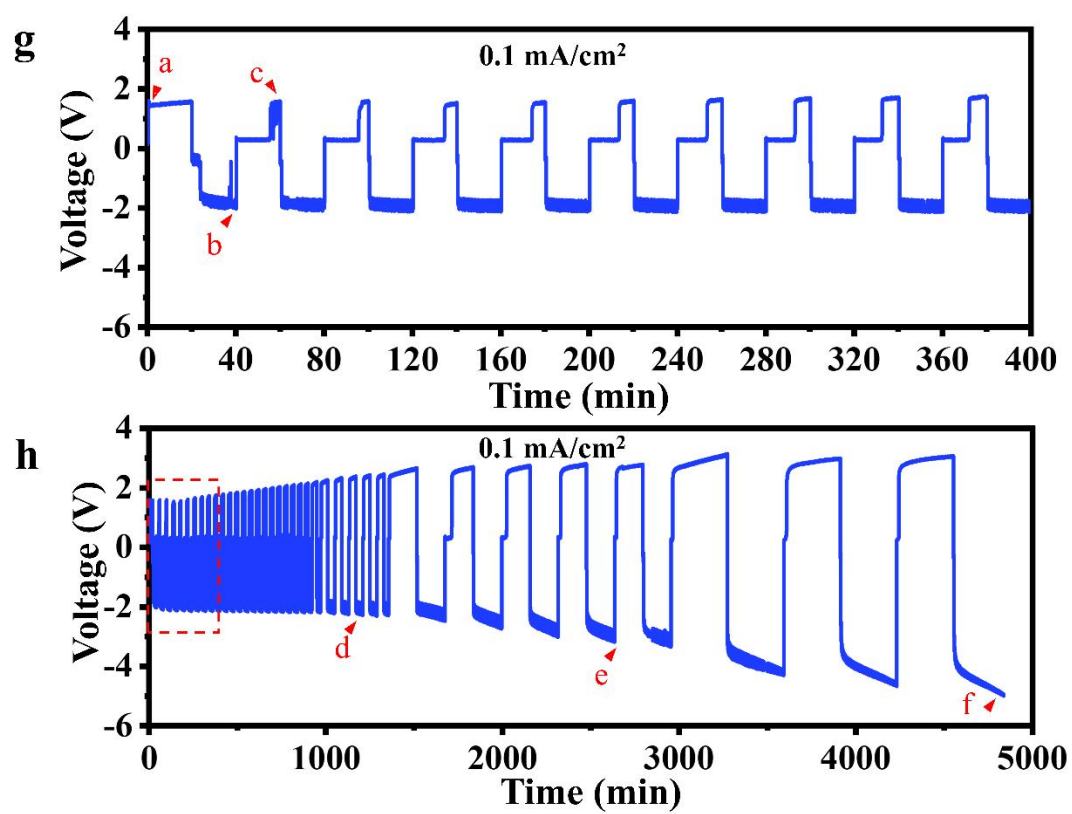 g
0.1 mA/cm²
a
c
b
Voltage (V)
4
2
0
-2
-4
-6
0 40 80 120 160 200 240 280 320 360 400
Time (min)
h
0.1 mA/cm²
d
e
f
Voltage (V)
4
2
0
-2
-4
-6
0 1000 2000 3000 4000 5000
Time (min)